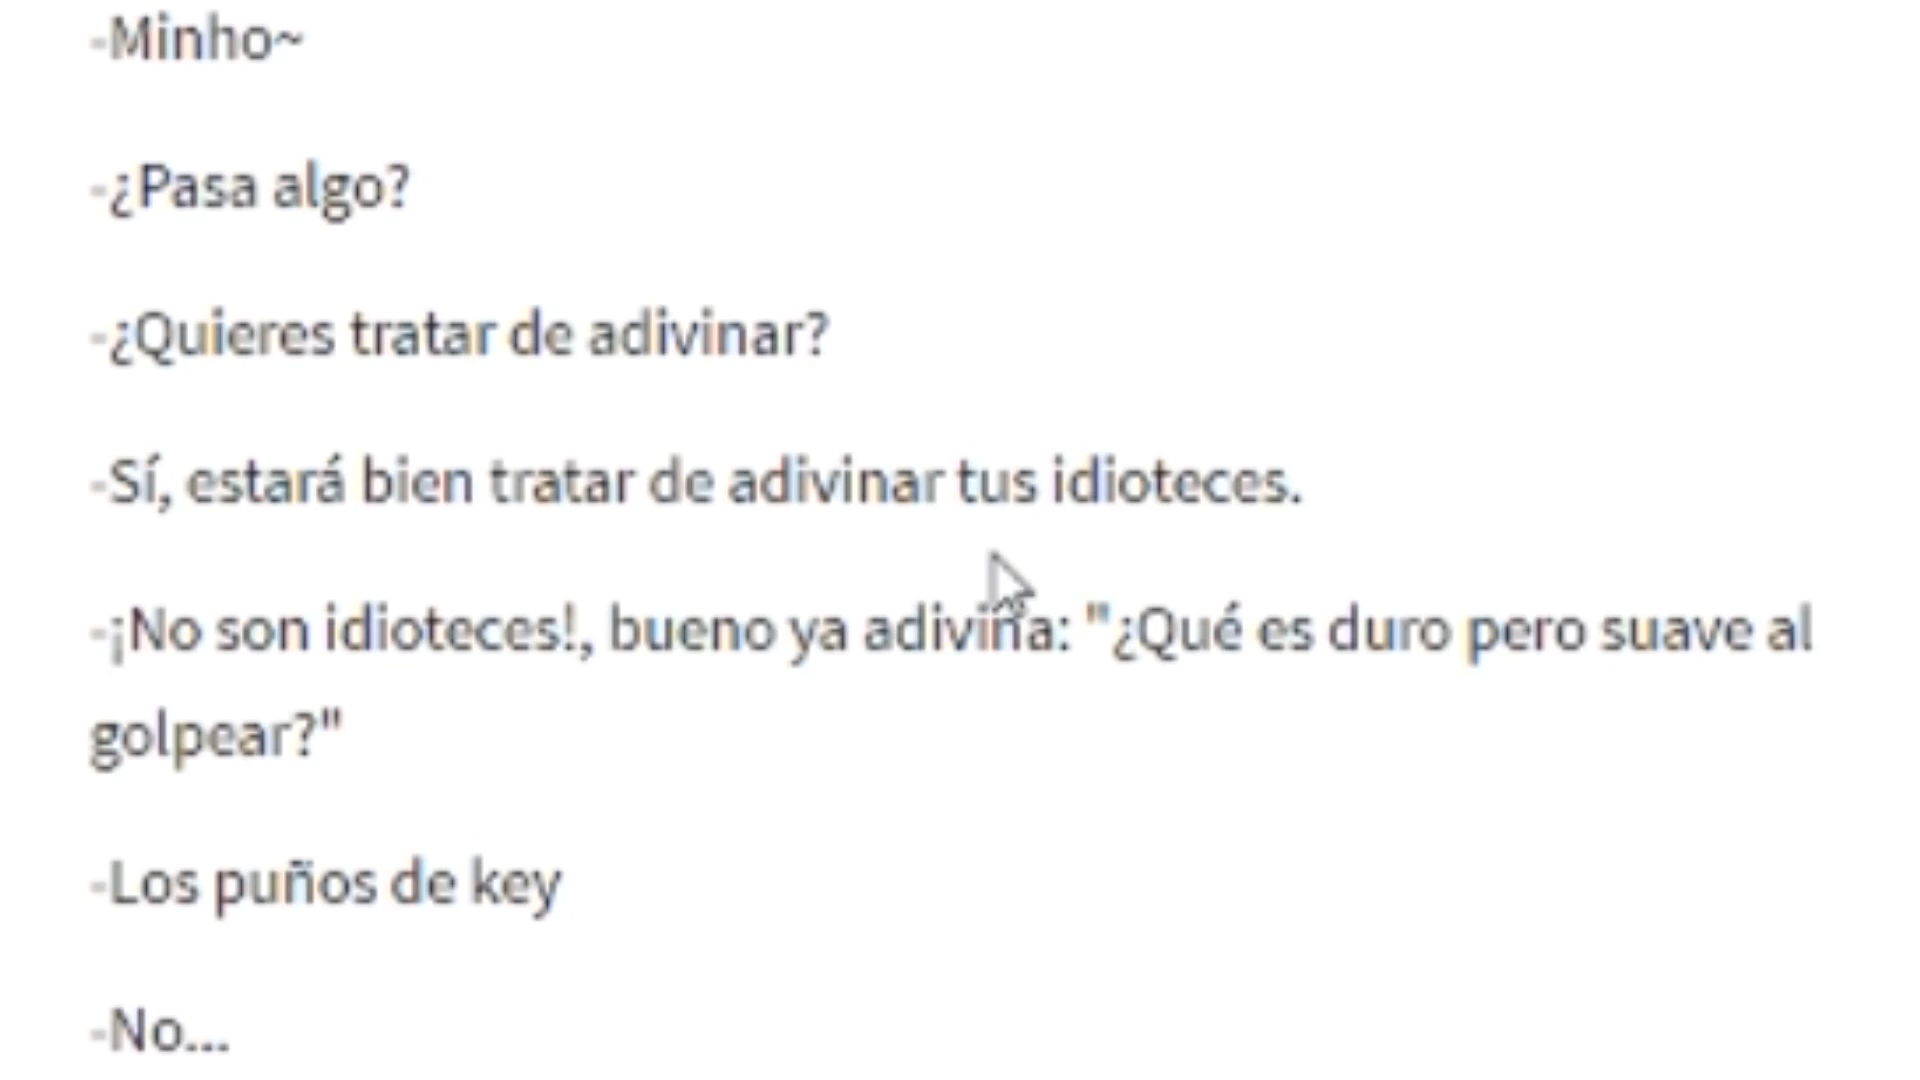 -Minho~
-¿Pasa algo?
-¿Quieres tratar de adivinar?
-Sí, estará bien tratar de adivinar tus idioteces.
-¡No son idioteces!, bueno ya adivina: "¿Qué es duro pero suave al
golpear?"
-Los puños de key
-No...